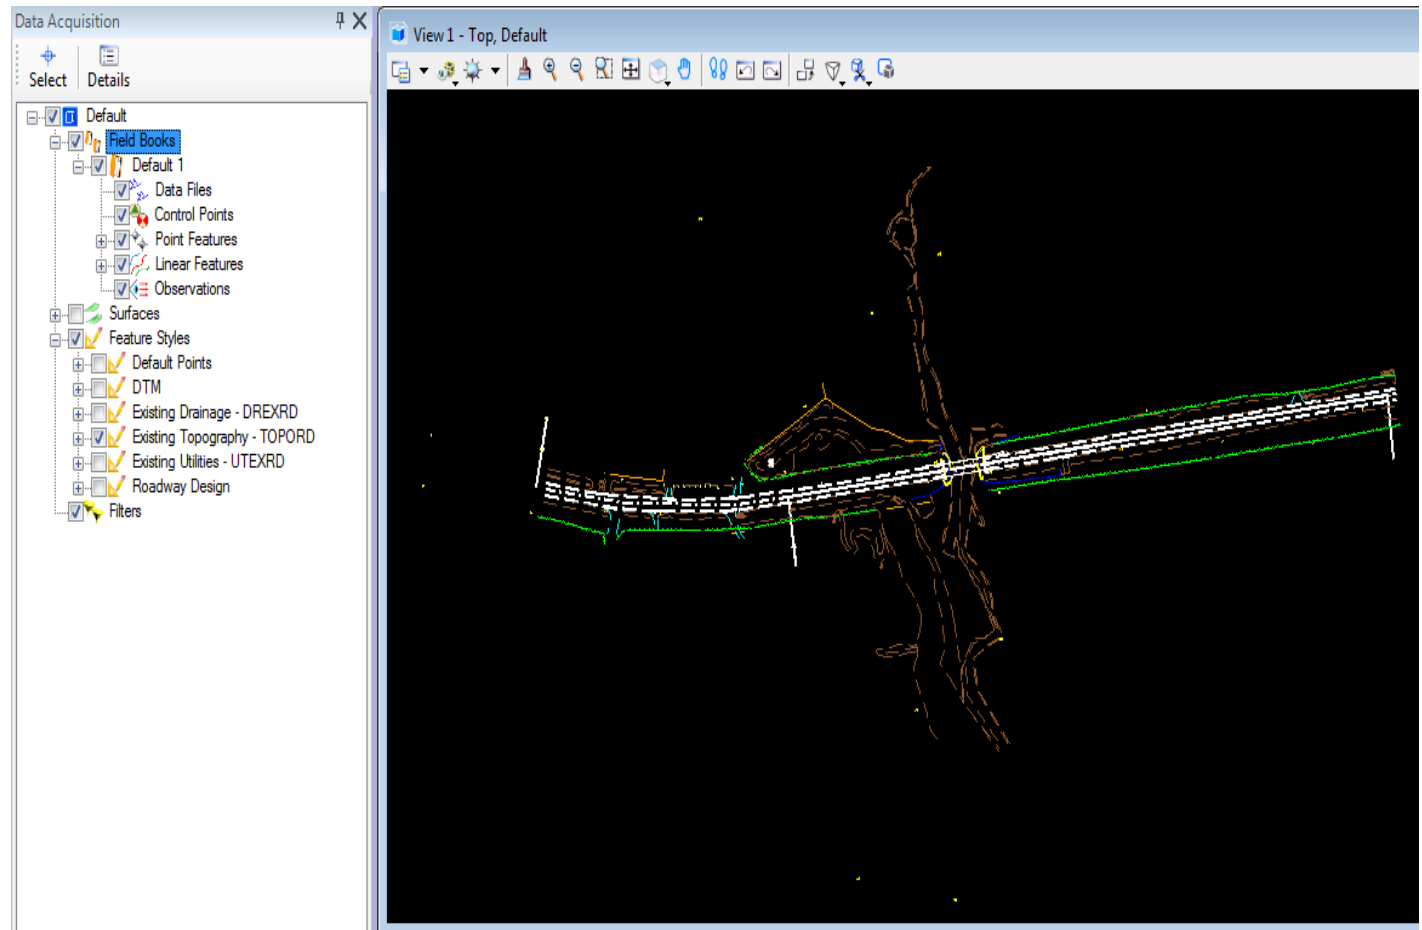 Data Acquisition
Select Details
Default
Field Books
Default 1
Data Files
Control Points
Point Features
Linear Features
Observations
Surfaces
Feature Styles
Default Points
DTM
Existing Drainage - DREXRD
Existing Topography - TOPORD
Existing Utilities - UTEXRD
Roadway Design
Filters
View 1 - Top, Default